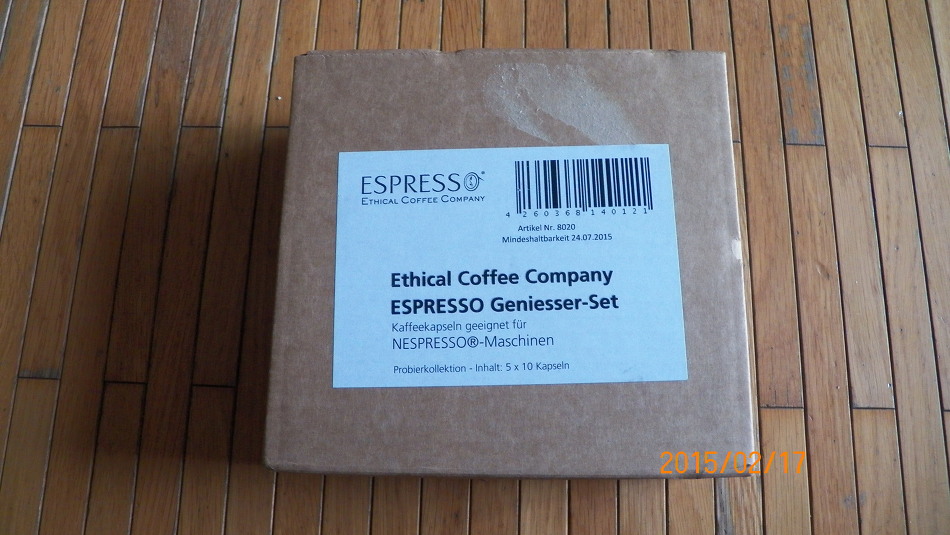 ESPRESSO®
ETHICAL COFFEE COMPANY
4 260368 140121
Artikel Nr. 8020
Mindeshaltbarkeit 24.07.2015
Ethical Coffee Company
ESPRESSO Geniesser-Set
Kaffeekapseln geeignet für
NESPRESSO®-Maschinen
Probierkollektion - Inhalt: 5 x 10 Kapseln
2015/02/17